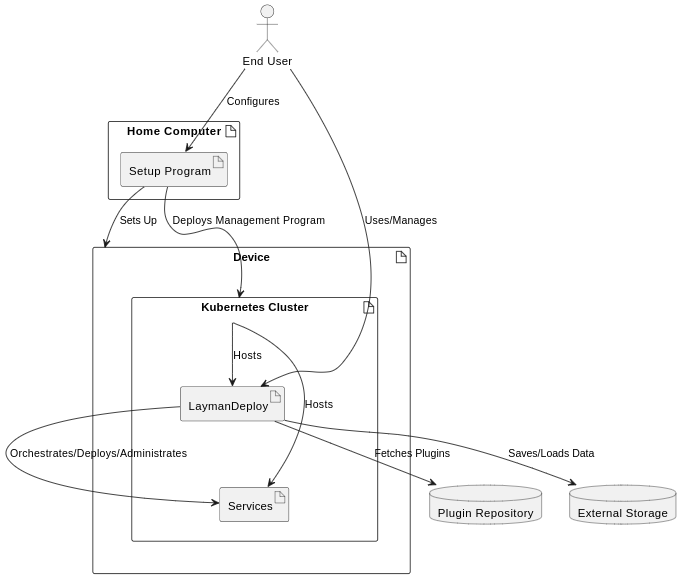 End User
Configures
Home Computer
Setup Program
Sets Up
Deploys Management Program
Uses/Manages
Device
Kubernetes Cluster
Hosts
LaymanDeploy
Hosts
Orchestrates/Deploys/Administrates
Fetches Plugins
Saves/Loads Data
Services
Plugin Repository
External Storage